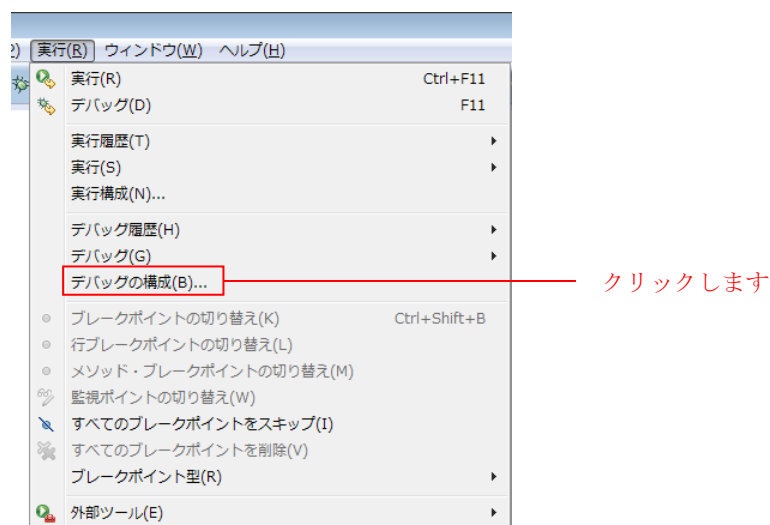 ) 実行(R) ウィンドウ(W) ヘルプ(H)
実行(R) Ctrl+F11
デバッグ(D) F11
実行履歴(T)
実行(S)
実行構成(N)...
デバッグ履歴(H)
デバッグ(G)
デバッグの構成(B)...
クリックします
ブレークポイントの切り替え(K) Ctrl+Shift+B
行ブレークポイントの切り替え(L)
メソッド・ブレークポイントの切り替え(M)
監視ポイントの切り替え(W)
すべてのブレークポイントをスキップ(I)
すべてのブレークポイントを削除(V)
ブレークポイント型(R)
外部ツール(E)